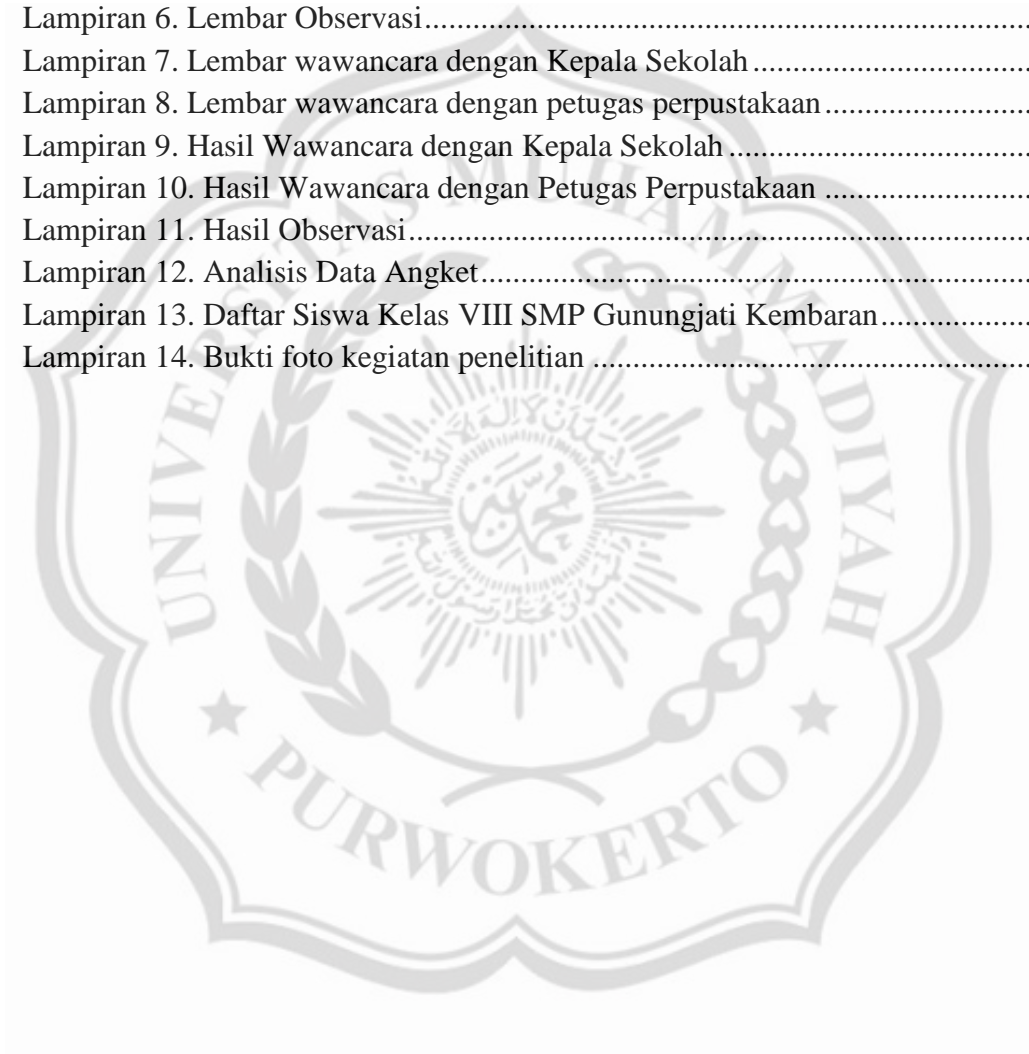 Lampiran 6. Lembar Observasi.......................................................................................
Lampiran 7. Lembar wawancara dengan Kepala Sekolah........................................
Lampiran 8. Lembar wawancara dengan petugas perpustakaan...............................
Lampiran 9. Hasil Wawancara dengan Kepala Sekolah...........................................
Lampiran 10. Hasil Wawancara dengan Petugas Perpustakaan ...............................
Lampiran 11. Hasil Observasi.........................................................................................
Lampiran 12. Analisis Data Angket................................................................................
Lampiran 13. Daftar Siswa Kelas VIII SMP Gunungjati Kembaran........................
Lampiran 14. Bukti foto kegiatan penelitian ............................................................
UNIVERSITAS MUHAMMADIYAH
PURWOKERTO